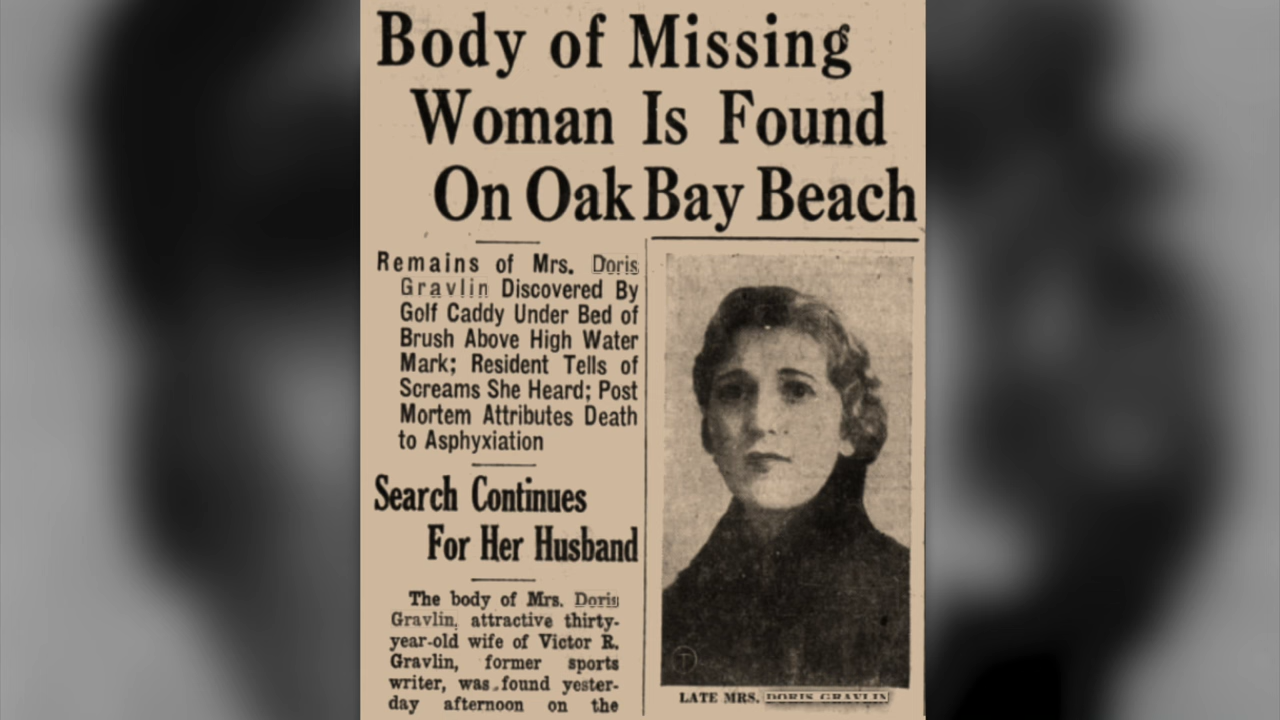 Body of Missing
Woman Is Found
On Oak Bay Beach
Remains of Mrs. Doris
Gravlin Discovered By
Golf Caddy Under Bed of
Brush Above High Water
Mark; Resident Tells of
Screams She Heard; Post
Mortem Attributes Death
to Asphyxiation
Search Continues
For Her Husband
The body of Mrs. Doris
Gravlin, attractive thirty-
year-old wife of Victor R.
Gravlin, former sports
writer, was found yester-
day afternoon on the
T
LATE MRS. DORIS GRAVLIN